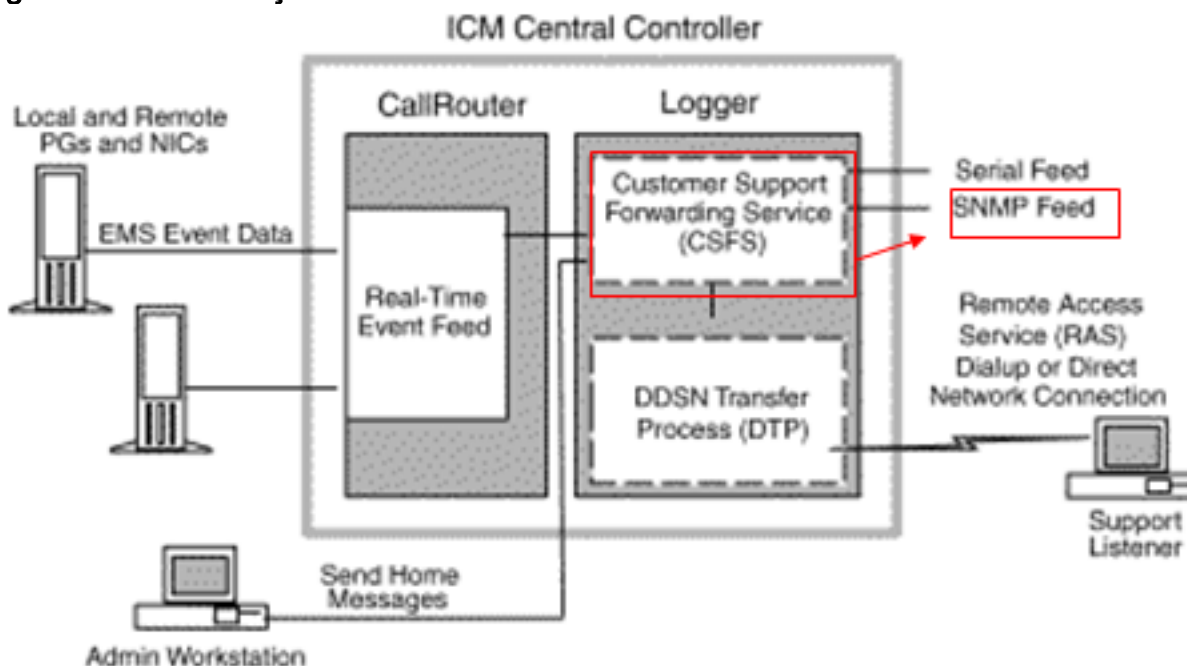 ICM Central Controller
CallRouter
Logger
Local and Remote
PGs and NICs
EMS Event Data
Real-Time
Event Feed
Customer Support
Forwarding Service
(CSFS)
Serial Feed
SNMP Feed
DDSN Transfer
Process (DTP)
Remote Access
Service (RAS)
Dialup or Direct
Network Connection
Support
Listener
Send Home
Messages
Admin Workstation